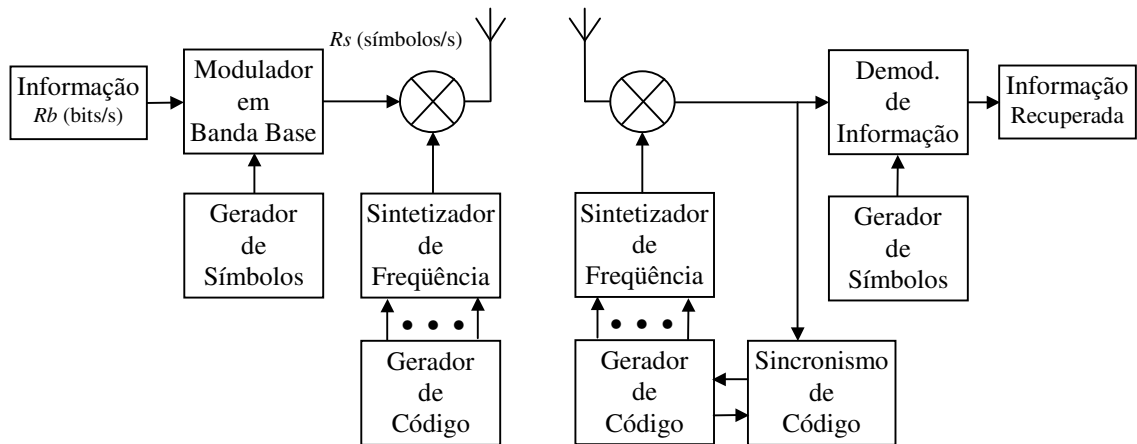 Informação
Rb (bits/s)
Modulador
em
Banda Base
Rs (símbolos/s)
Gerador
de
Símbolos
Sintetizador
de
Freqüência
Gerador
de
Código
Demod.
de
Informação
Informação
Recuperada
Sintetizador
de
Freqüência
Gerador
de
Símbolos
Gerador
de
Código
Sincronismo
de
Código